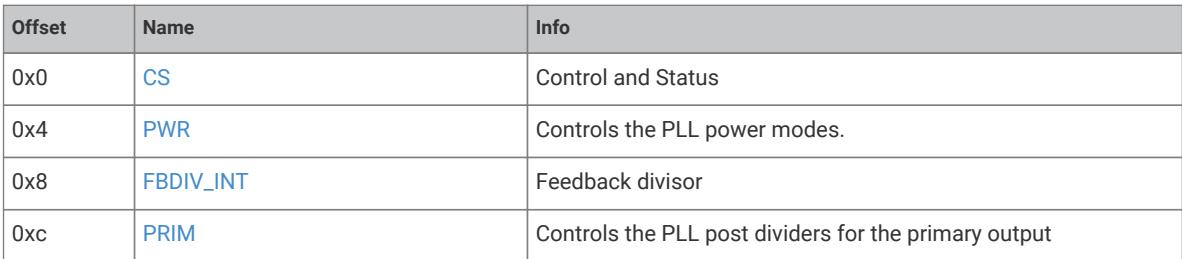 Offset Name Info
0x0 CS Control and Status
0x4 PWR Controls the PLL power modes.
0x8 FBDIV_INT Feedback divisor
0xc PRIM Controls the PLL post dividers for the primary output